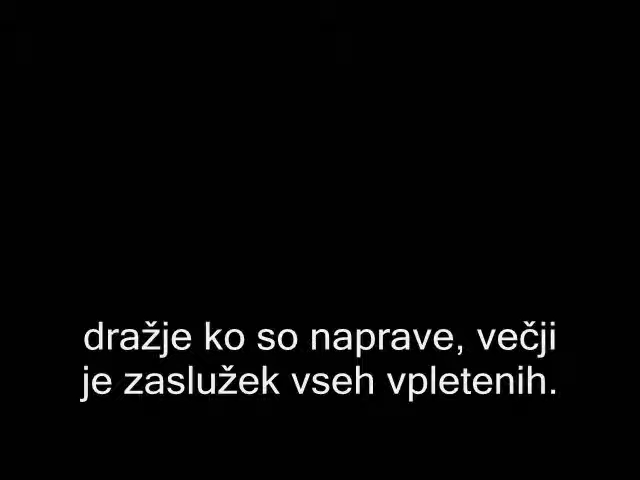 dražje ko so naprave, večji
je zaslužek vseh vpletenih.